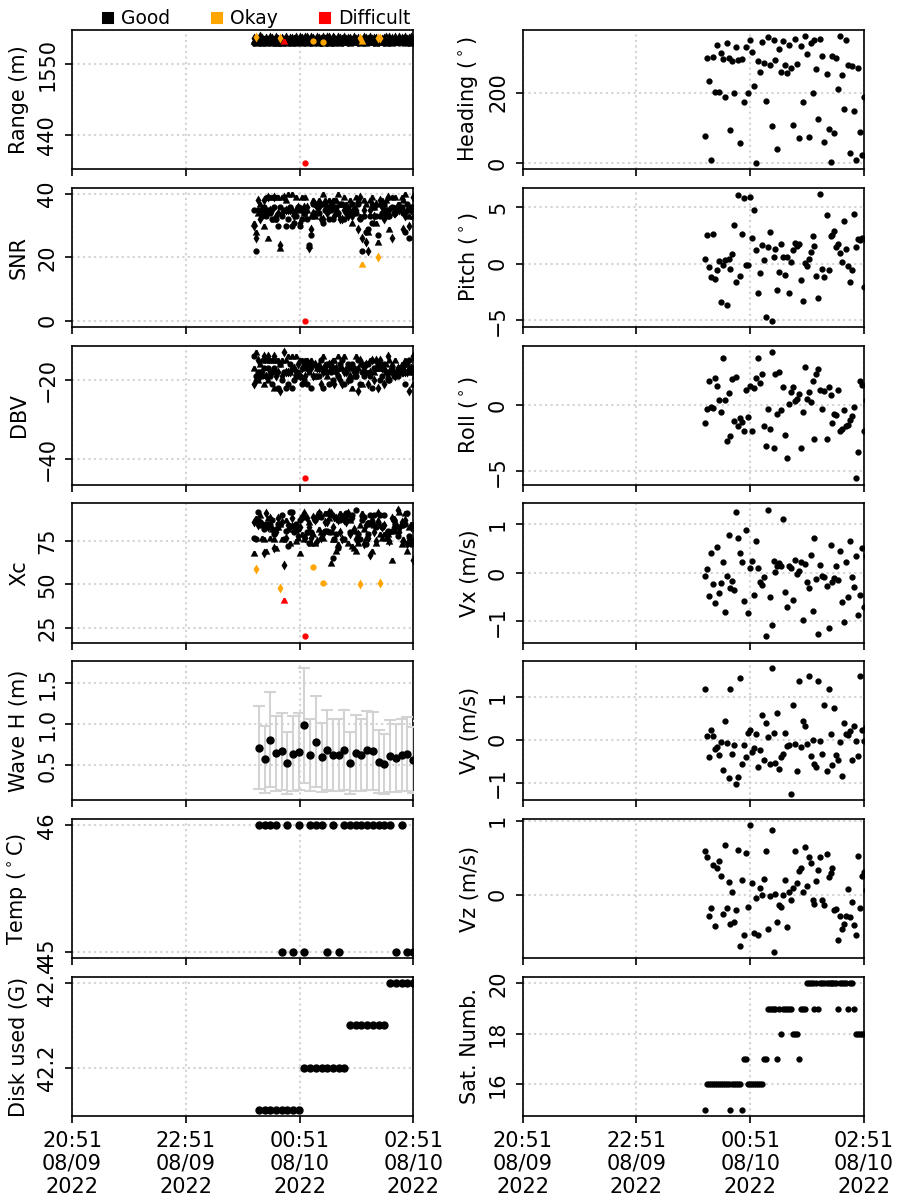 Good Okay Difficult
Range (m)
1550
440
Heading (°)
200
0
SNR
40
20
0
Pitch (°)
5
0
−5
DBV
−20
−40
Roll (°)
0
−5
Xc
75
50
25
Vx (m/s)
1
0
−1
Wave H (m)
1.5
1.0
0.5
Vy (m/s)
1
0
−1
Temp (°C)
46
45
Vz (m/s)
1
0
Disk used (G)
42.2
Sat. Numb.
20
18
16
20:51 22:51 00:51 02:51 20:51 22:51 00:51 02:51
08/09 08/09 08/10 08/10 08/09 08/09 08/10 08/10
2022 2022 2022 2022 2022 2022 2022 2022